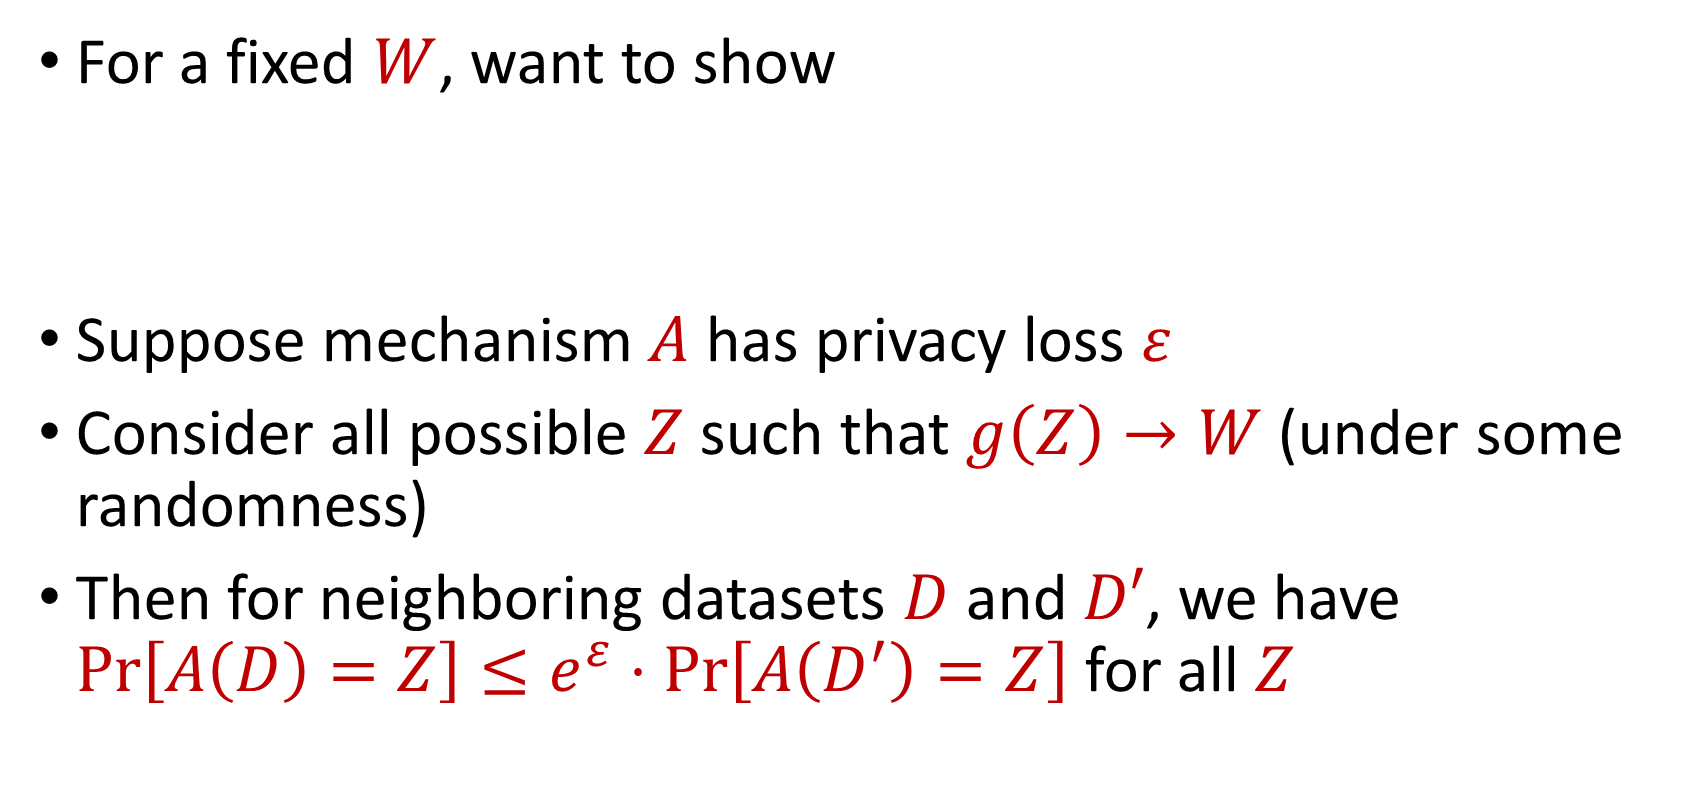 • For a fixed W, want to show
• Suppose mechanism A has privacy loss ε
• Consider all possible Z such that g(Z) → W (under some
randomness)
• Then for neighboring datasets D and D′, we have
Pr[A(D) = Z] ≤ e^ε · Pr[A(D′) = Z] for all Z